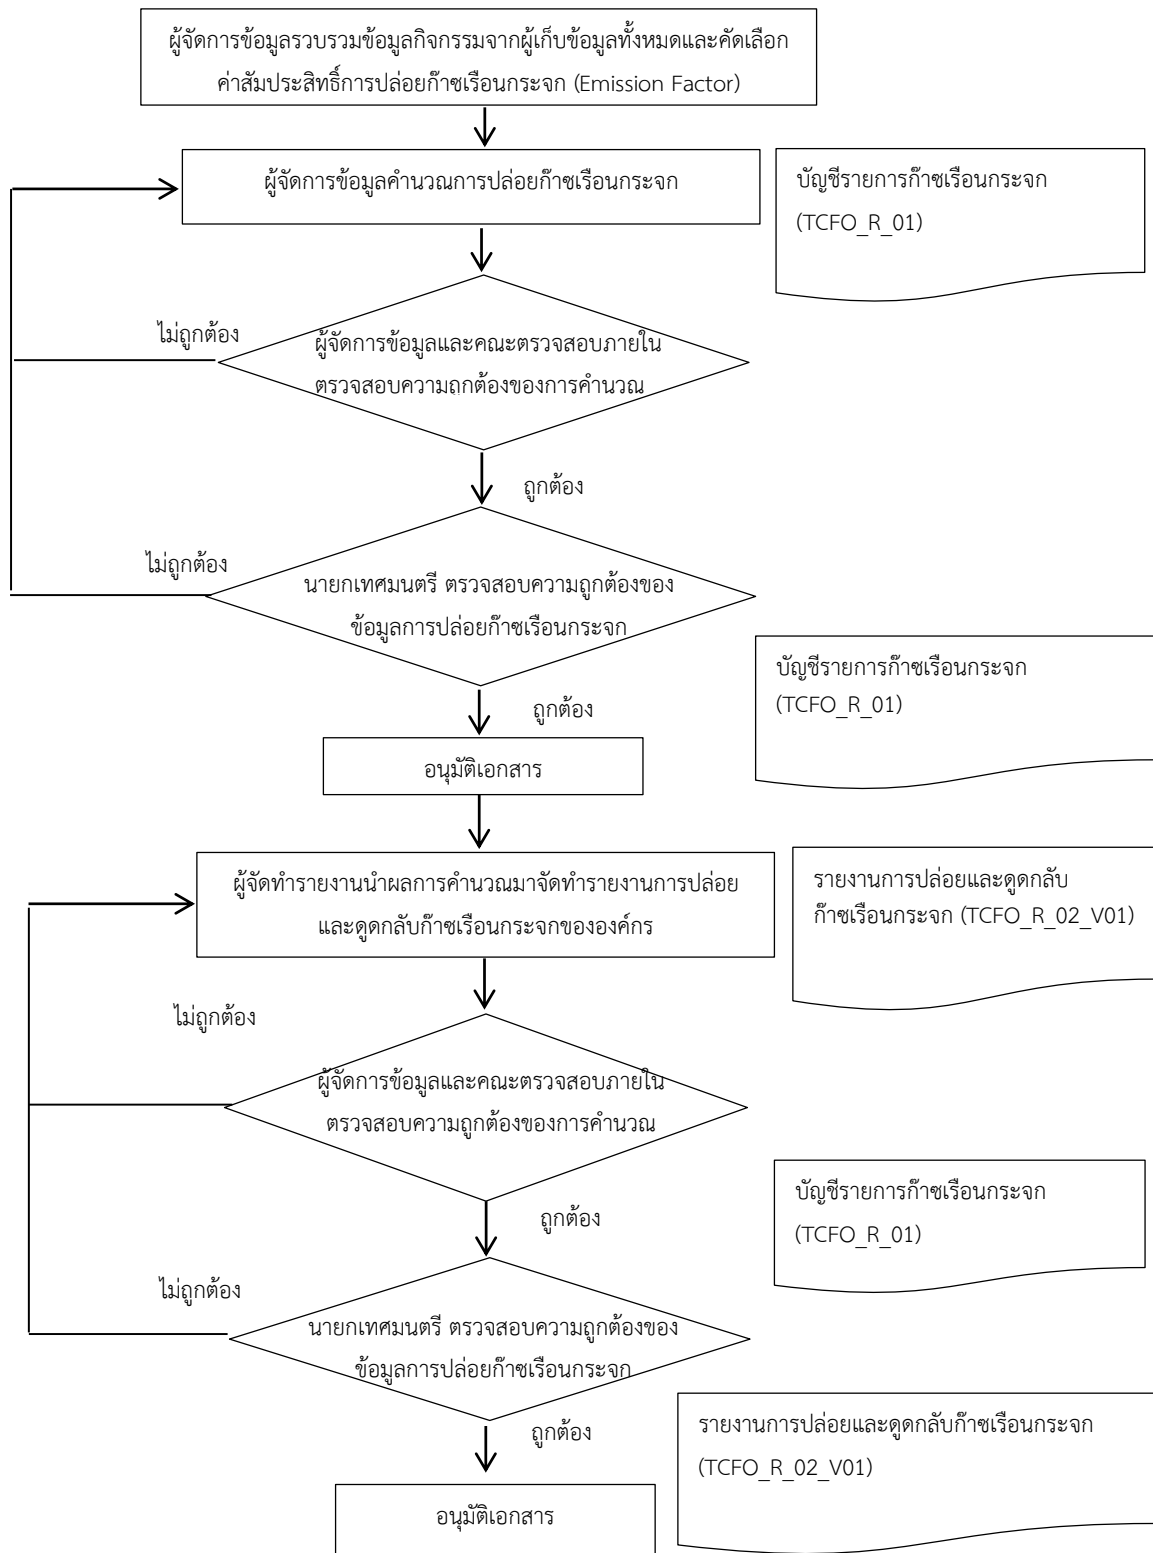 ผู้จัดการข้อมูลรวบรวมข้อมูลกิจกรรมจากผู้เก็บข้อมูลทั้งหมดและคัดเลือก
ค่าสัมประสิทธิ์การปล่อยก๊าซเรือนกระจก (Emission Factor)
ผู้จัดการข้อมูลคำนวณการปล่อยก๊าซเรือนกระจก
บัญชีรายการก๊าซเรือนกระจก
(TCFO_R_01)
ไม่ถูกต้อง
ผู้จัดการข้อมูลและคณะตรวจสอบภายใน
ตรวจสอบความถูกต้องของการคำนวณ
ถูกต้อง
ไม่ถูกต้อง
นายกเทศมนตรี ตรวจสอบความถูกต้องของ
ข้อมูลการปล่อยก๊าซเรือนกระจก
บัญชีรายการก๊าซเรือนกระจก
(TCFO_R_01)
ถูกต้อง
อนุมัติเอกสาร
ผู้จัดทำรายงานนำผลการคำนวณมาจัดทำรายงานการปล่อย
และดูดกลับก๊าซเรือนกระจกขององค์กร
รายงานการปล่อยและดูดกลับ
ก๊าซเรือนกระจก (TCFO_R_02_V01)
ไม่ถูกต้อง
ผู้จัดการข้อมูลและคณะตรวจสอบภายใน
ตรวจสอบความถูกต้องของการคำนวณ
บัญชีรายการก๊าซเรือนกระจก
(TCFO_R_01)
ถูกต้อง
ไม่ถูกต้อง
นายกเทศมนตรี ตรวจสอบความถูกต้องของ
ข้อมูลการปล่อยก๊าซเรือนกระจก
รายงานการปล่อยและดูดกลับก๊าซเรือนกระจก
(TCFO_R_02_V01)
ถูกต้อง
อนุมัติเอกสาร